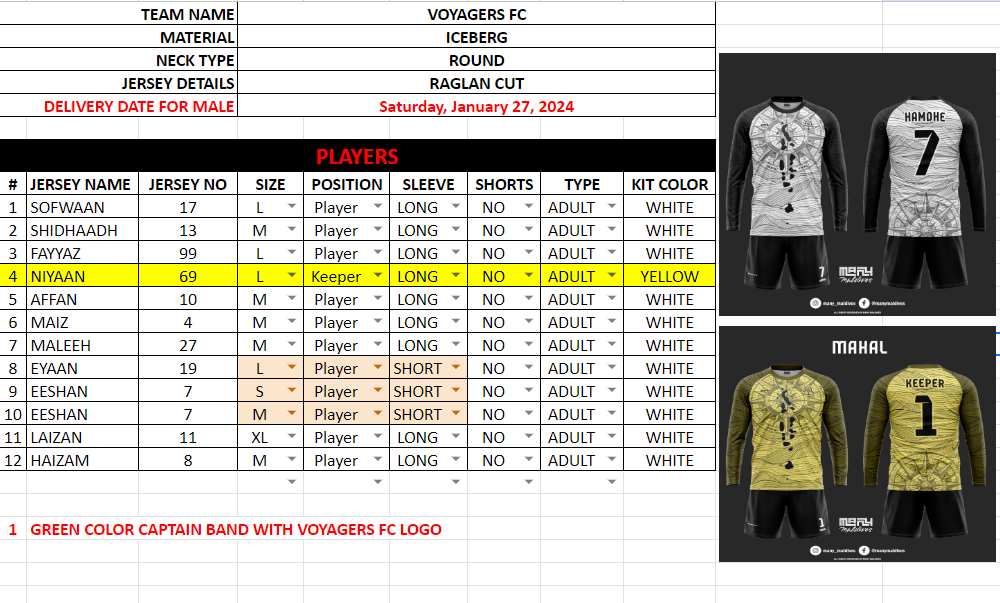 TEAM NAME VOYAGERS FC
MATERIAL ICEBERG
NECK TYPE ROUND
JERSEY DETAILS RAGLAN CUT
DELIVERY DATE FOR MALE Saturday, January 27, 2024
PLAYERS
# JERSEY NAME JERSEY NO SIZE POSITION SLEEVE SHORTS TYPE KIT COLOR
1 SOFWAAN 17 L Player LONG NO ADULT WHITE
2 SHIDHAADH 13 M Player LONG NO ADULT WHITE
3 FAYYAZ 99 L Player LONG NO ADULT WHITE
4 NIYAAN 69 L Keeper LONG NO ADULT YELLOW
5 AFFAN 10 M Player LONG NO ADULT WHITE
6 MAIZ 4 M Player LONG NO ADULT WHITE
7 MALEEH 27 M Player LONG NO ADULT WHITE
8 EYAAN 19 L Player SHORT NO ADULT WHITE
9 EESHAN 7 S Player SHORT NO ADULT WHITE
10 EESHAN 7 M Player SHORT NO ADULT WHITE
11 LAIZAN 11 XL Player LONG NO ADULT WHITE
12 HAIZAM 8 M Player LONG NO ADULT WHITE
1 GREEN COLOR CAPTAIN BAND WITH VOYAGERS FC LOGO
HAMDHE
7
7
maldives
many_maldives @manymaldives
MAHAL
KEEPER
1
1
maldives
many_maldives @manymaldives